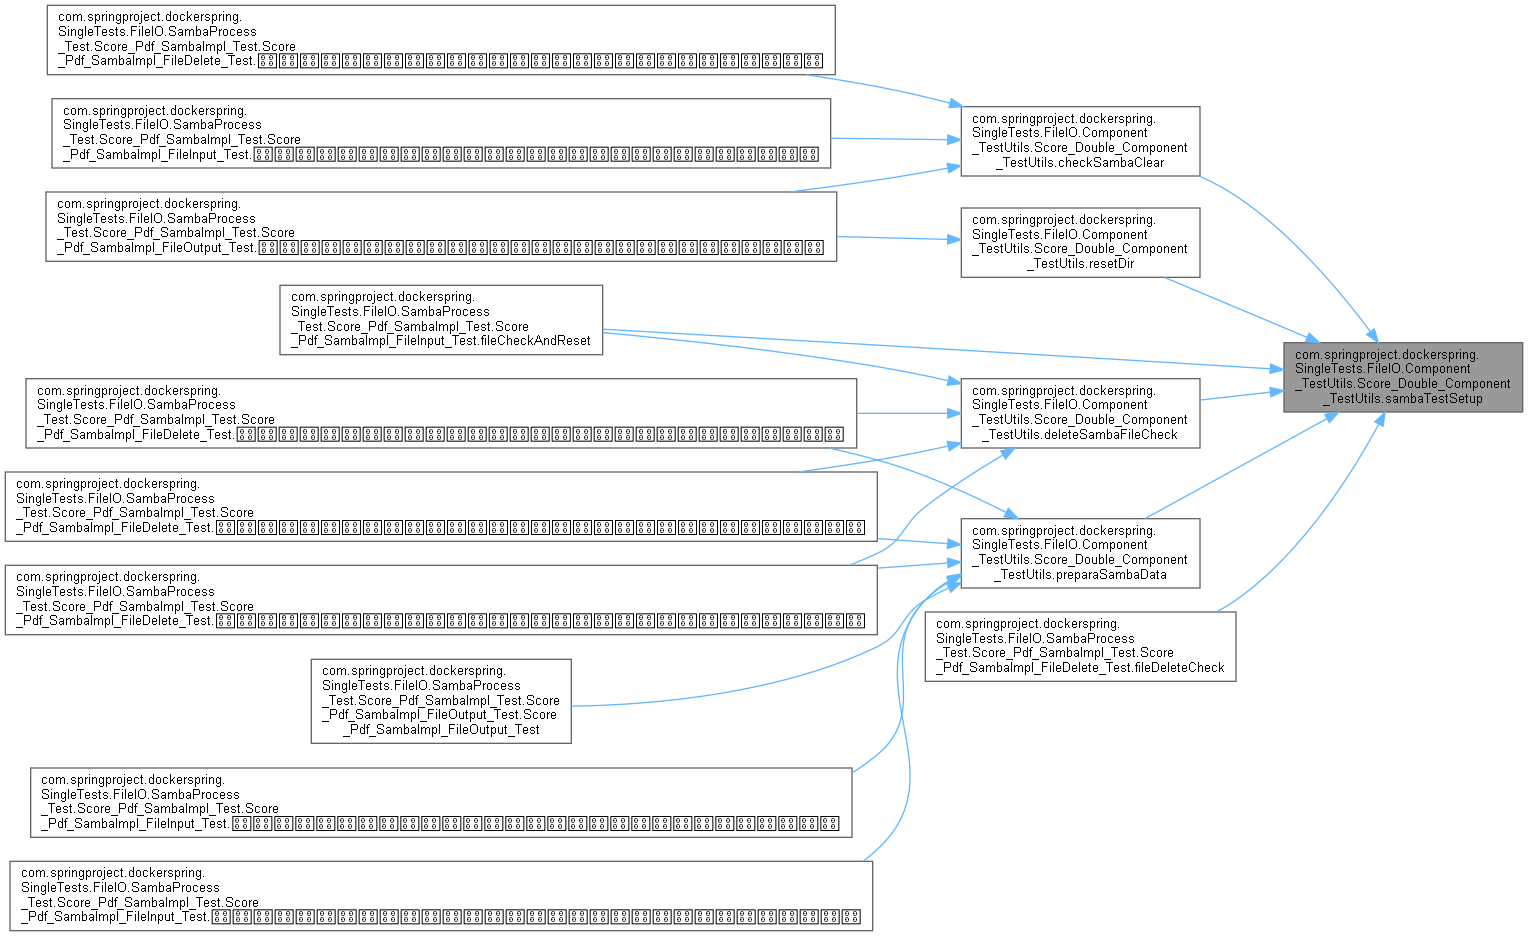 com.springproject.dockerspring.
SingleTests.FileIO.SambaProcess
_Test.Score_Pdf_SambaImpl_Test.Score
_Pdf_SambaImpl_FileDelete_Test.
com.springproject.dockerspring.
SingleTests.FileIO.SambaProcess
_Test.Score_Pdf_SambaImpl_Test.Score
_Pdf_SambaImpl_FileInput_Test.
com.springproject.dockerspring.
SingleTests.FileIO.SambaProcess
_Test.Score_Pdf_SambaImpl_Test.Score
_Pdf_SambaImpl_FileOutput_Test.
com.springproject.dockerspring.
SingleTests.FileIO.SambaProcess
_Test.Score_Pdf_SambaImpl_Test.Score
_Pdf_SambaImpl_FileInput_Test.fileCheckAndReset
com.springproject.dockerspring.
SingleTests.FileIO.SambaProcess
_Test.Score_Pdf_SambaImpl_Test.Score
_Pdf_SambaImpl_FileDelete_Test.
com.springproject.dockerspring.
SingleTests.FileIO.SambaProcess
_Test.Score_Pdf_SambaImpl_Test.Score
_Pdf_SambaImpl_FileDelete_Test.
com.springproject.dockerspring.
SingleTests.FileIO.SambaProcess
_Test.Score_Pdf_SambaImpl_Test.Score
_Pdf_SambaImpl_FileDelete_Test.
com.springproject.dockerspring.
SingleTests.FileIO.SambaProcess
_Test.Score_Pdf_SambaImpl_Test.Score
_Pdf_SambaImpl_FileOutput_Test.Score
_Pdf_SambaImpl_FileOutput_Test
com.springproject.dockerspring.
SingleTests.FileIO.SambaProcess
_Test.Score_Pdf_SambaImpl_Test.Score
_Pdf_SambaImpl_FileInput_Test.
com.springproject.dockerspring.
SingleTests.FileIO.SambaProcess
_Test.Score_Pdf_SambaImpl_Test.Score
_Pdf_SambaImpl_FileInput_Test.
com.springproject.dockerspring.
SingleTests.FileIO.Component
_TestUtils.Score_Double_Component
_TestUtils.checkSambaClear
com.springproject.dockerspring.
SingleTests.FileIO.Component
_TestUtils.Score_Double_Component
_TestUtils.resetDir
com.springproject.dockerspring.
SingleTests.FileIO.Component
_TestUtils.Score_Double_Component
_TestUtils.deleteSambaFileCheck
com.springproject.dockerspring.
SingleTests.FileIO.Component
_TestUtils.Score_Double_Component
_TestUtils.preparaSambaData
com.springproject.dockerspring.
SingleTests.FileIO.SambaProcess
_Test.Score_Pdf_SambaImpl_Test.Score
_Pdf_SambaImpl_FileDelete_Test.fileDeleteCheck
com.springproject.dockerspring.
SingleTests.FileIO.Component
_TestUtils.Score_Double_Component
_TestUtils.sambaTestSetup